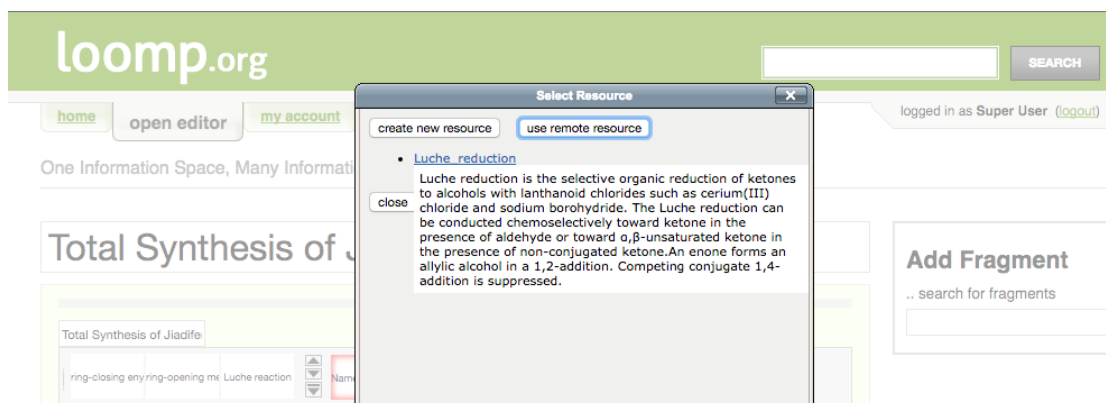 loomp.org
SEARCH
Select Resource
X
home
open editor
my account
logged in as Super User (logout)
create new resource
use remote resource
One Information Space, Many Informati
• Luche reduction
Luche reduction is the selective organic reduction of ketones
to alcohols with lanthanoid chlorides such as cerium(III)
close
chloride and sodium borohydride. The Luche reduction can
be conducted chemoselectively toward ketone in the
presence of aldehyde or toward α,β-unsaturated ketone in
the presence of non-conjugated ketone.An enone forms an
allylic alcohol in a 1,2-addition. Competing conjugate 1,4-
addition is suppressed.
Total Synthesis of J
Add Fragment
.. search for fragments
Total Synthesis of Jiadife
ring-closing eny
ring-opening me
Luche reaction
Name